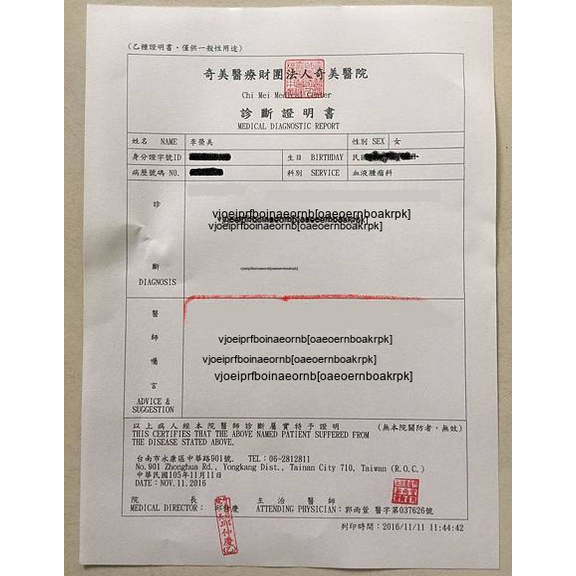 (乙種證明書，僅供一般性用途)
奇美醫療財團法人奇美醫院
Chi Mei Medical Center
診斷證明書
MEDICAL DIAGNOSTIC REPORT
姓名 NAME 李瑩美 性別 SEX 女
身分證字號ID 生日 BIRTHDAY 民
病歷號碼 NO. 科別 SERVICE 血液腫瘤科
診
vjoeiprfboinaeornb[oaeoernboakrpk]
vjoeiprfboinaeornb[oaeoernboakrpk]
vjoeiprfboinaeornb[oaeoernboakrpk]
斷
vjoeiprfboinaeornb[oaeoernboakrpk]
DIAGNOSIS
醫
師
vjoeiprfboinaeornb[oaeoernboakrpk]
囑
vjoeiprfboinaeornb[oaeoernboakrpk]
vjoeiprfboinaeornb[oaeoernboakrpk]
言
ADVICE &
SUGGESTION
以上病人經本院醫師診斷屬實特予證明 (無本院關防者，無效)
THIS CERTIFIES THAT THE ABOVE NAMED PATIENT SUFFERED FROM
THE DISEASE STATED ABOVE.
台南市永康區中華路901號 TEL：06-2812811
No.901 Zhonghua Rd., Yongkang Dist., Tainan City 710, Taiwan (R.O.C.)
中華民國105年11月11日
DATE：NOV.11.2016
院長 主治醫師
MEDICAL DIRECTOR： 邱仲慶 ATTENDING PHYSICIAN：郭雨萱 醫字第037626號
列印時間：2016/11/11 11:44:42